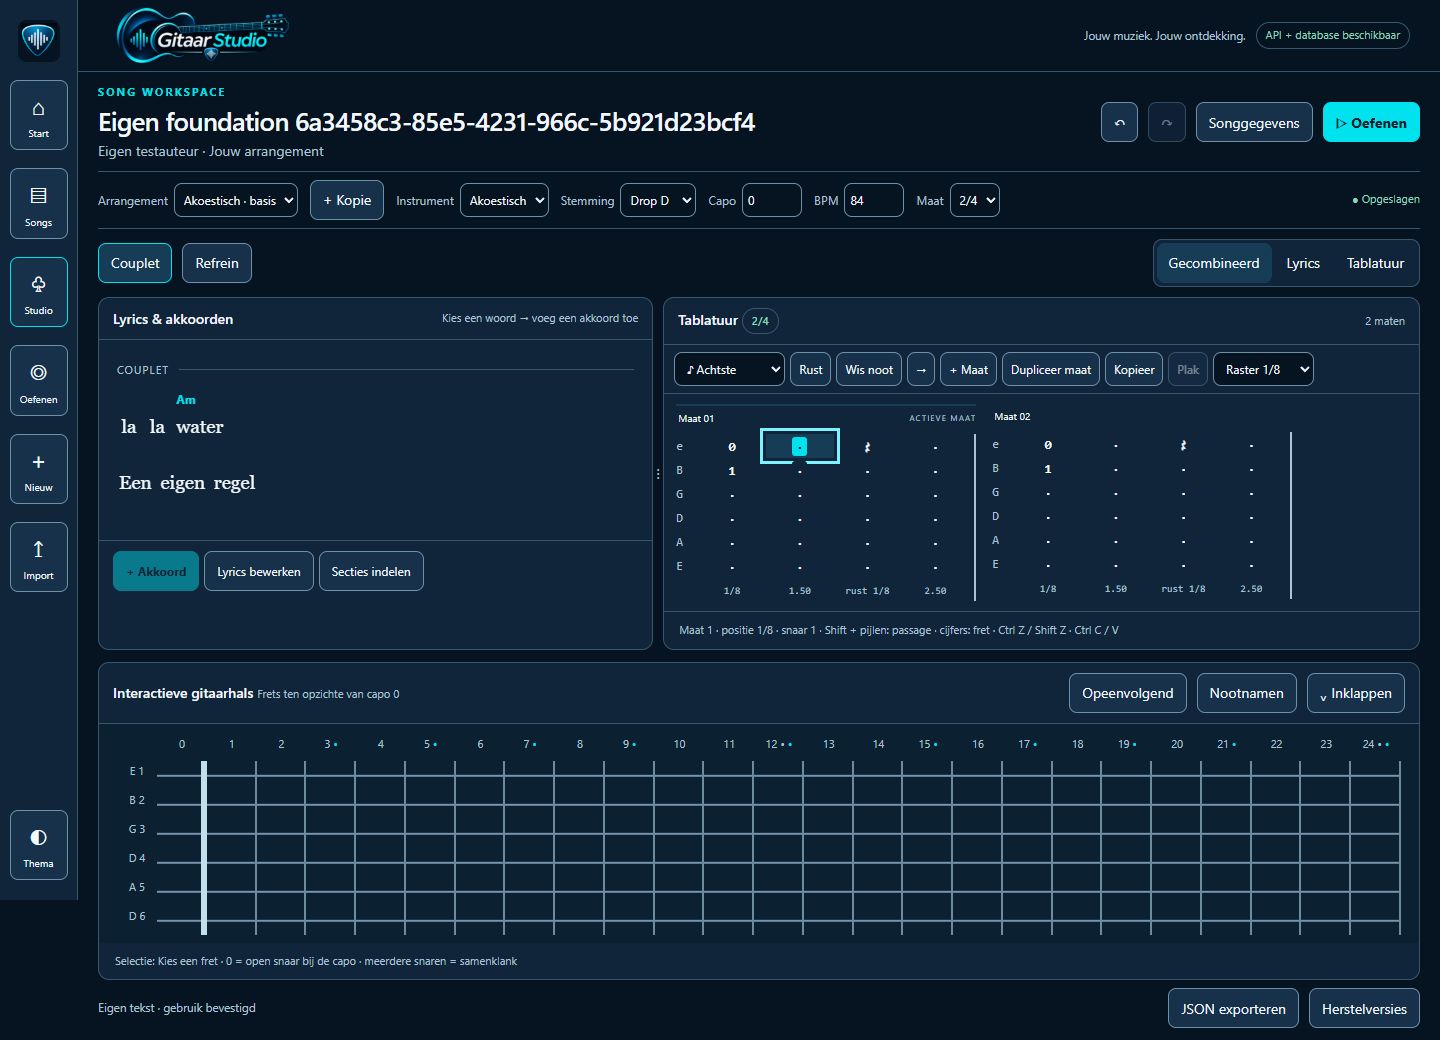 GitaarStudio
Jouw muziek. Jouw ontdekking.
API + database beschikbaar
Start
Songs
Studio
Oefenen
Nieuw
Import
Thema
SONG WORKSPACE
Eigen foundation 6a3458c3-85e5-4231-966c-5b921d23bcf4
Eigen testauteur · Jouw arrangement
Songgegevens
▷ Oefenen
Arrangement Akoestisch · basis + Kopie Instrument Akoestisch Stemming Drop D Capo 0 BPM 84 Maat 2/4
● Opgeslagen
Couplet Refrein
Gecombineerd Lyrics Tablatuur
Lyrics & akkoorden
Kies een woord → voeg een akkoord toe
COUPLET
Am
la la water
Een eigen regel
+ Akkoord Lyrics bewerken Secties indelen
Tablatuur 2/4
2 maten
♪ Achtste Rust Wis noot → + Maat Dupliceer maat Kopieer Plak Raster 1/8
Maat 01 ACTIEVE MAAT
e 0 - 𝄽 -
B 1 - - -
G - - - -
D - - - -
A - - - -
E - - - -
1/8 1.50 rust 1/8 2.50
Maat 02
e 0 - 𝄽 -
B 1 - - -
G - - - -
D - - - -
A - - - -
E - - - -
1/8 1.50 rust 1/8 2.50
Maat 1 · positie 1/8 · snaar 1 · Shift + pijlen: passage · cijfers: fret · Ctrl Z / Shift Z · Ctrl C / V
Interactieve gitaarhals Frets ten opzichte van capo 0
Opeenvolgend Nootnamen ˬ Inklappen
0 1 2 3 • 4 5 • 6 7 • 8 9 • 10 11 12 • • 13 14 15 • 16 17 • 18 19 • 20 21 • 22 23 24 • •
E 1
B 2
G 3
D 4
A 5
D 6
Selectie: Kies een fret · 0 = open snaar bij de capo · meerdere snaren = samenklank
Eigen tekst · gebruik bevestigd
JSON exporteren Herstelversies